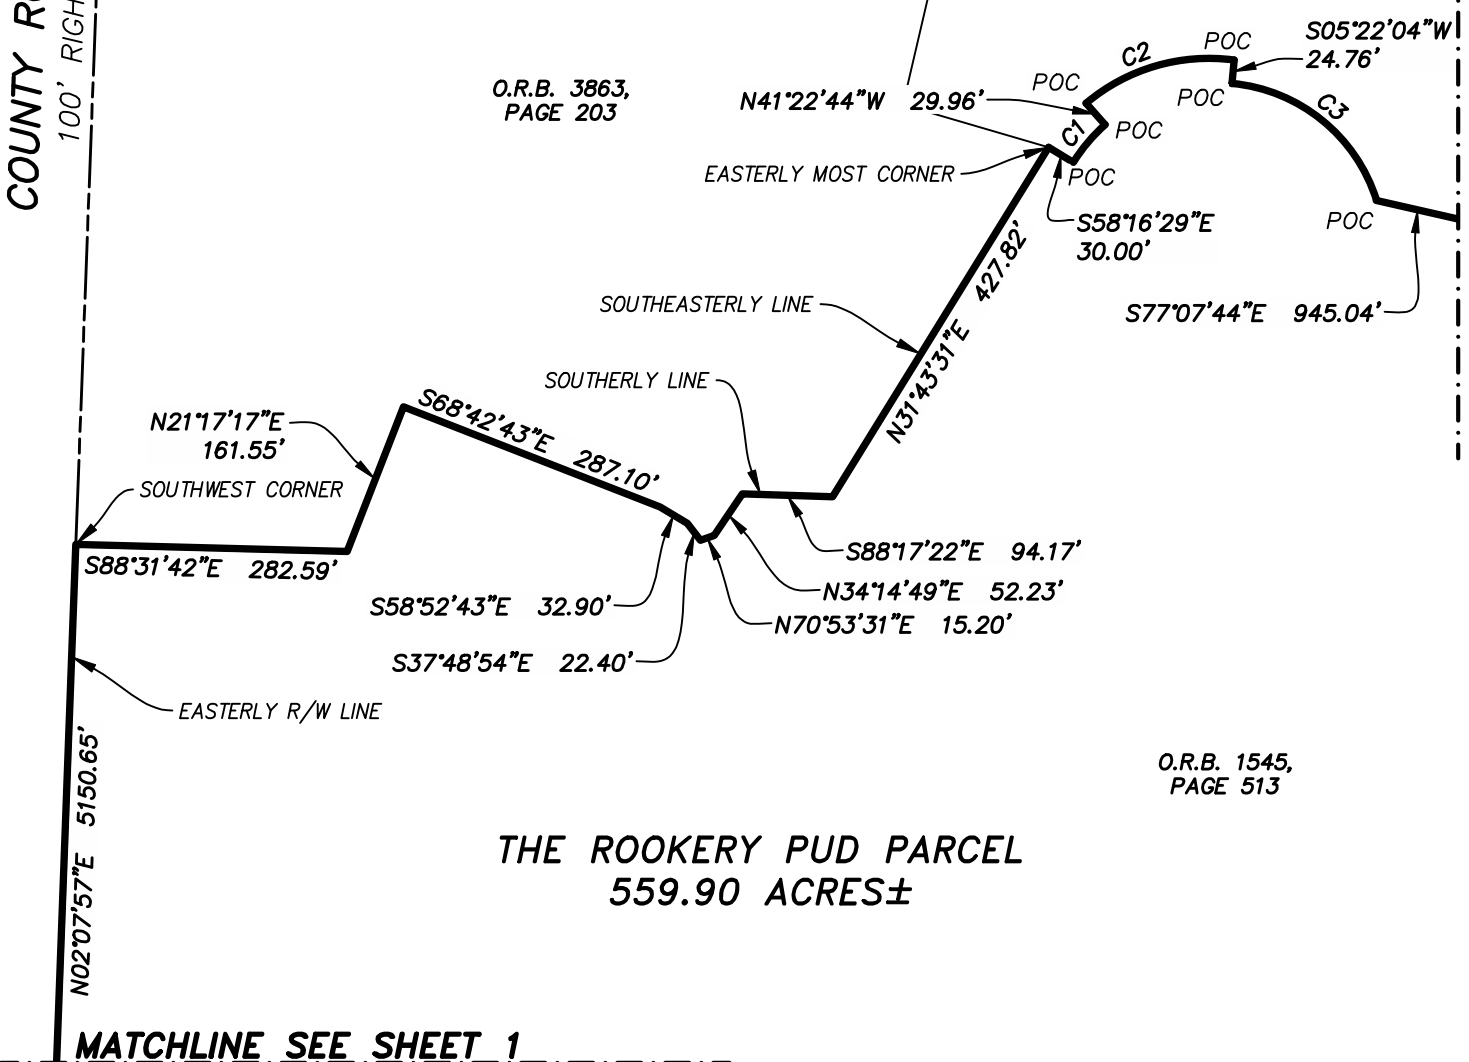 COUNTY
100' RIGH
O.R.B. 3863,
PAGE 203
N41°22'44"W 29.96'
EASTERLY MOST CORNER
POC
C2
POC
S05°22'04"W
24.76'
POC
C3
C1
POC
POC
S58°16'29"E
30.00'
POC
S77°07'44"E 945.04'
SOUTHEASTERLY LINE
N31°43'31"E 427.82'
SOUTHERLY LINE
S68°42'43"E 287.10'
N21°17'17"E
161.55'
SOUTHWEST CORNER
S88°31'42"E 282.59'
S88°17'22"E 94.17'
N34°14'49"E 52.23'
N70°53'31"E 15.20'
S58°52'43"E 32.90'
S37°48'54"E 22.40'
EASTERLY R/W LINE
N02°07'57"E 5150.65'
O.R.B. 1545,
PAGE 513
THE ROOKERY PUD PARCEL
559.90 ACRES±
MATCHLINE SEE SHEET 1